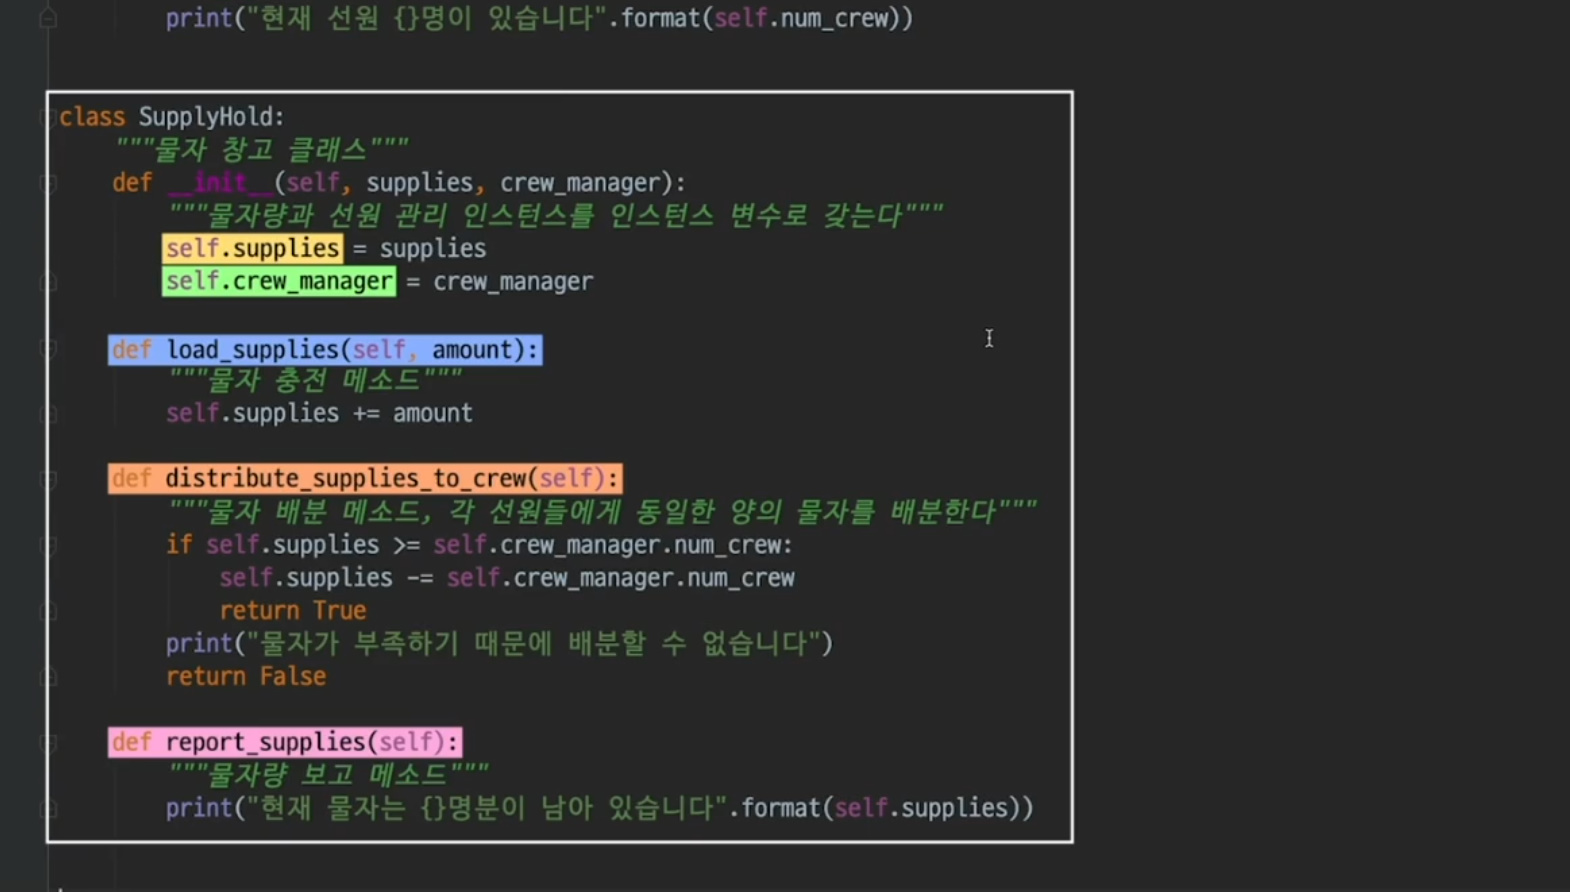 print("현재 선원 {}명이 있습니다".format(self.num_crew))
class SupplyHold:
"""물자 창고 클래스"""
def __init__(self, supplies, crew_manager):
"""물자량과 선원 관리 인스턴스를 인스턴스 변수로 갖는다"""
self.supplies = supplies
self.crew_manager = crew_manager
def load_supplies(self, amount):
"""물자 충전 메소드"""
self.supplies += amount
def distribute_supplies_to_crew(self):
"""물자 배분 메소드, 각 선원들에게 동일한 양의 물자를 배분한다"""
if self.supplies >= self.crew_manager.num_crew:
self.supplies -= self.crew_manager.num_crew
return True
print("물자가 부족하기 때문에 배분할 수 없습니다")
return False
def report_supplies(self):
"""물자량 보고 메소드"""
print("현재 물자는 {}명분이 남아 있습니다".format(self.supplies))